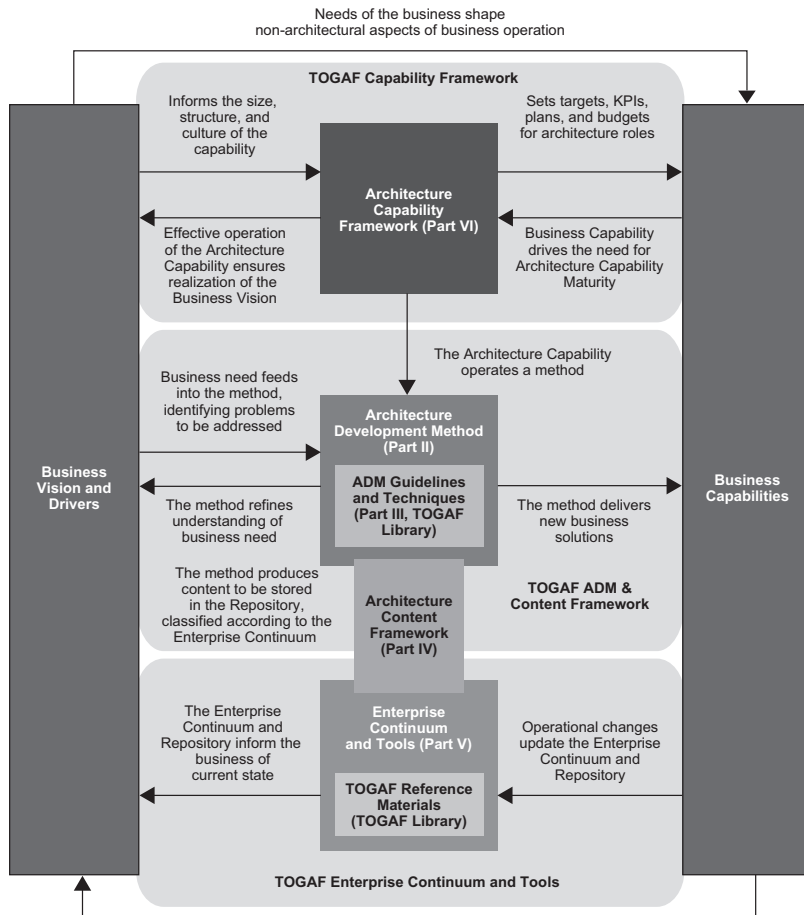 Needs of the business shape
non-architectural aspects of business operation
TOGAF Capability Framework
Informs the size,
structure, and
culture of the
capability
Sets targets, KPIs,
plans, and budgets
for architecture roles
Architecture
Capability
Framework (Part VI)
Effective operation
of the Architecture
Capability ensures
realization of the
Business Vision
Business Capability
drives the need for
Architecture Capability
Maturity
The Architecture Capability
operates a method
Business need feeds
into the method,
identifying problems
to be addressed
Architecture
Development Method
(Part II)
Business
Vision and
Drivers
ADM Guidelines
and Techniques
(Part III, TOGAF
Library)
Business
Capabilities
The method refines
understanding of
business need
The method delivers
new business
solutions
The method produces
content to be stored
in the Repository,
classified according to the
Enterprise Continuum
Architecture
Content
Framework
(Part IV)
TOGAF ADM &
Content Framework
The Enterprise
Continuum and
Repository inform the
business of
current state
Enterprise
Continuum
and Tools (Part V)
Operational changes
update the Enterprise
Continuum and
Repository
TOGAF Reference
Materials
(TOGAF Library)
TOGAF Enterprise Continuum and Tools